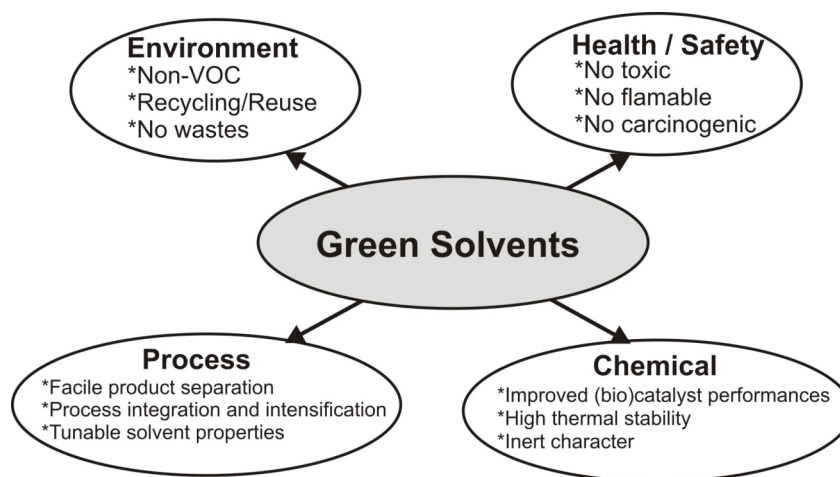 Environment
*Non-VOC
*Recycling/Reuse
*No wastes
Health / Safety
*No toxic
*No flamable
*No carcinogenic
Green Solvents
Process
*Facile product separation
*Process integration and intensification
*Tunable solvent properties
Chemical
*Improved (bio)catalyst performances
*High thermal stability
*Inert character